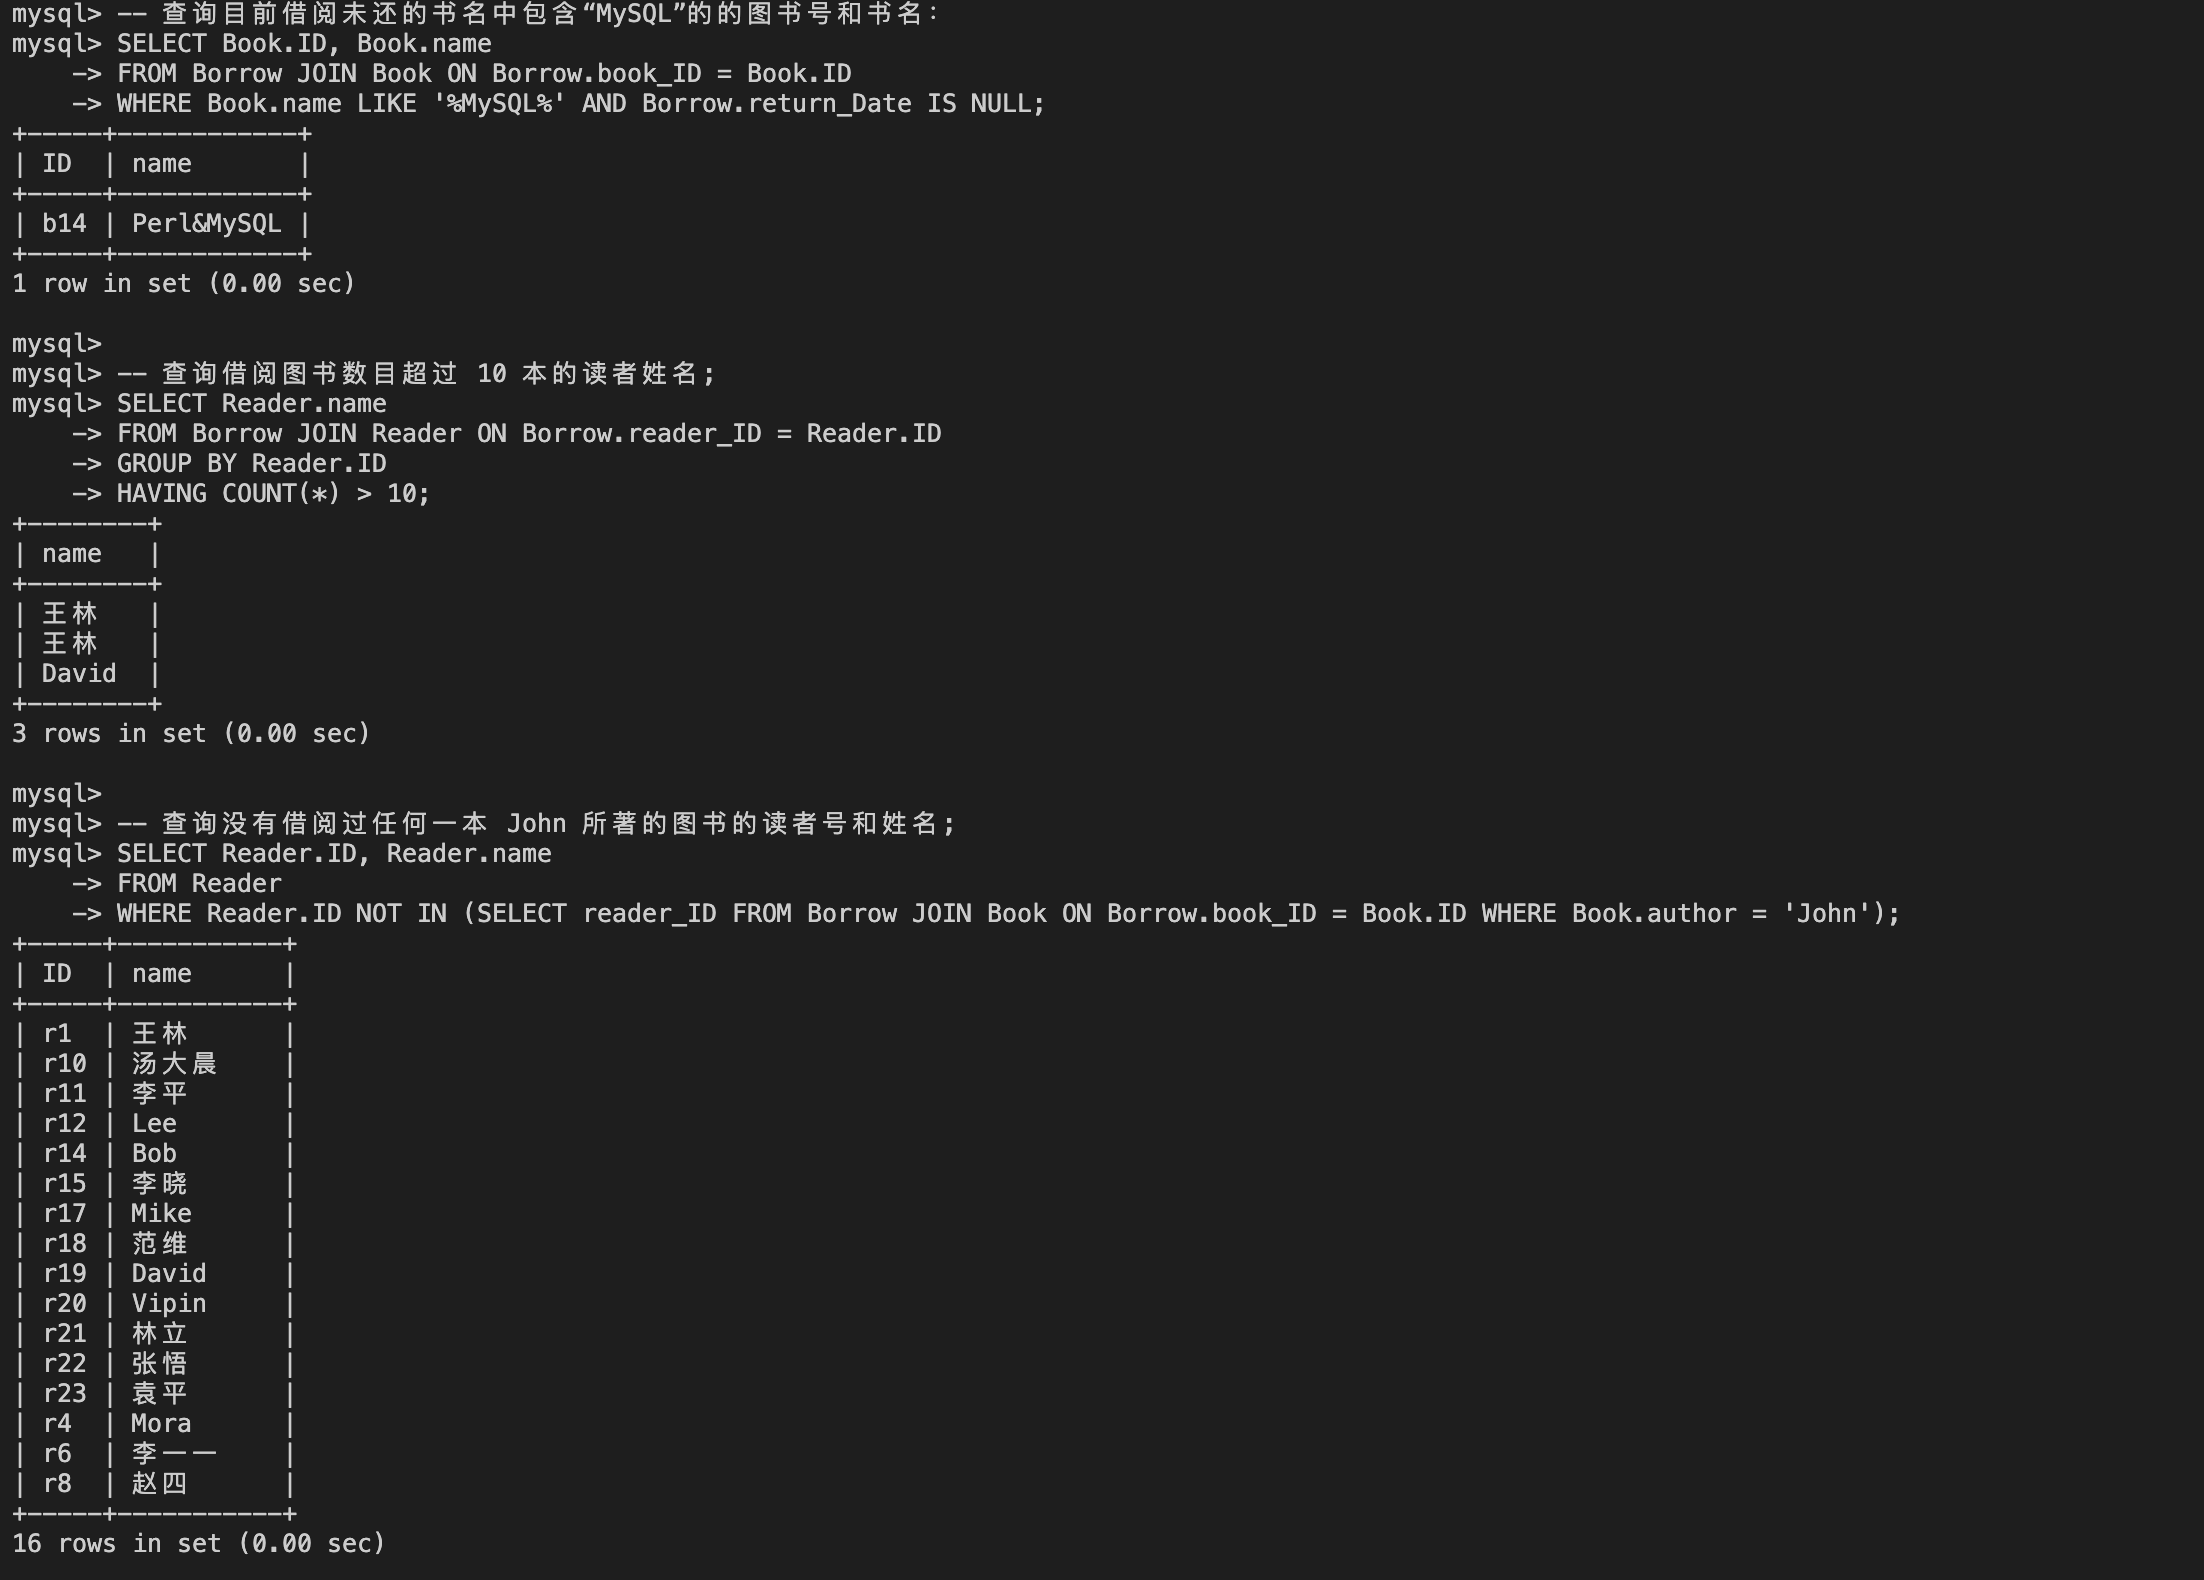 mysql> -- 查询目前借阅未还的书名中包含“MySQL”的的图书号和书名：
mysql> SELECT Book.ID, Book.name
    -> FROM Borrow JOIN Book ON Borrow.book_ID = Book.ID
    -> WHERE Book.name LIKE '%MySQL%' AND Borrow.return_Date IS NULL;
+-----+------------+
| ID  | name       |
+-----+------------+
| b14 | Perl&MySQL |
+-----+------------+
1 row in set (0.00 sec)

mysql>
mysql> -- 查询借阅图书数目超过 10 本的读者姓名;
mysql> SELECT Reader.name
    -> FROM Borrow JOIN Reader ON Borrow.reader_ID = Reader.ID
    -> GROUP BY Reader.ID
    -> HAVING COUNT(*) > 10;
+--------+
| name   |
+--------+
| 王林   |
| 王林   |
| David  |
+--------+
3 rows in set (0.00 sec)

mysql>
mysql> -- 查询没有借阅过任何一本 John 所著的图书的读者号和姓名;
mysql> SELECT Reader.ID, Reader.name
    -> FROM Reader
    -> WHERE Reader.ID NOT IN (SELECT reader_ID FROM Borrow JOIN Book ON Borrow.book_ID = Book.ID WHERE Book.author = 'John');
+-----+-----------+
| ID  | name      |
+-----+-----------+
| r1  | 王林      |
| r10 | 汤大晨    |
| r11 | 李平      |
| r12 | Lee       |
| r14 | Bob       |
| r15 | 李晓      |
| r17 | Mike      |
| r18 | 范维      |
| r19 | David     |
| r20 | Vipin     |
| r21 | 林立      |
| r22 | 张悟      |
| r23 | 袁平      |
| r4  | Mora      |
| r6  | 李一一    |
| r8  | 赵四      |
+-----+-----------+
16 rows in set (0.00 sec)